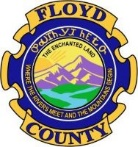 FLOYD
THE ENCHANTED LAND
WHERE THE RIVERS MEET AND THE MOUNTAINS BEGIN
COUNTY